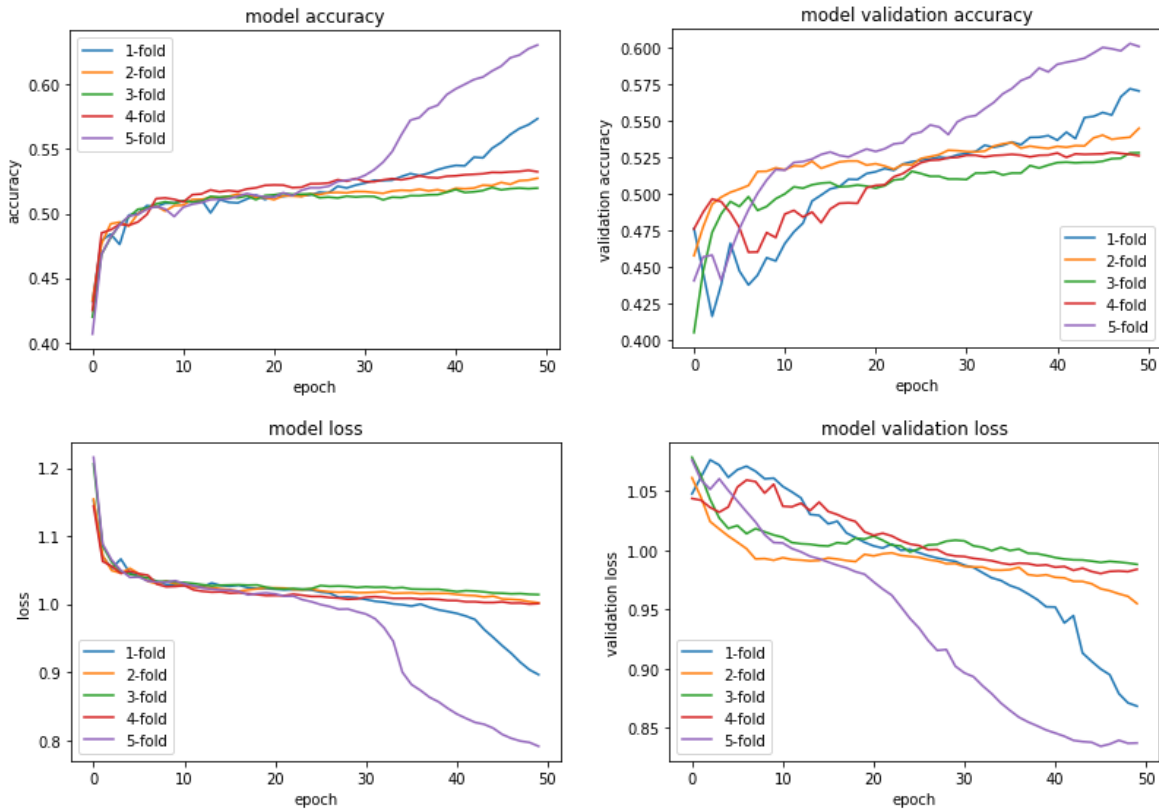 model accuracy
0.60
0.55
0.50
0.45
0.40
accuracy
1-fold
2-fold
3-fold
4-fold
5-fold
0 10 20 30 40 50
epoch
model validation accuracy
0.600
0.575
0.550
0.525
0.500
0.475
0.450
0.425
0.400
validation accuracy
1-fold
2-fold
3-fold
4-fold
5-fold
0 10 20 30 40 50
epoch
model loss
1.2
1.1
1.0
0.9
0.8
loss
1-fold
2-fold
3-fold
4-fold
5-fold
0 10 20 30 40 50
epoch
model validation loss
1.05
1.00
0.95
0.90
0.85
validation loss
1-fold
2-fold
3-fold
4-fold
5-fold
0 10 20 30 40 50
epoch